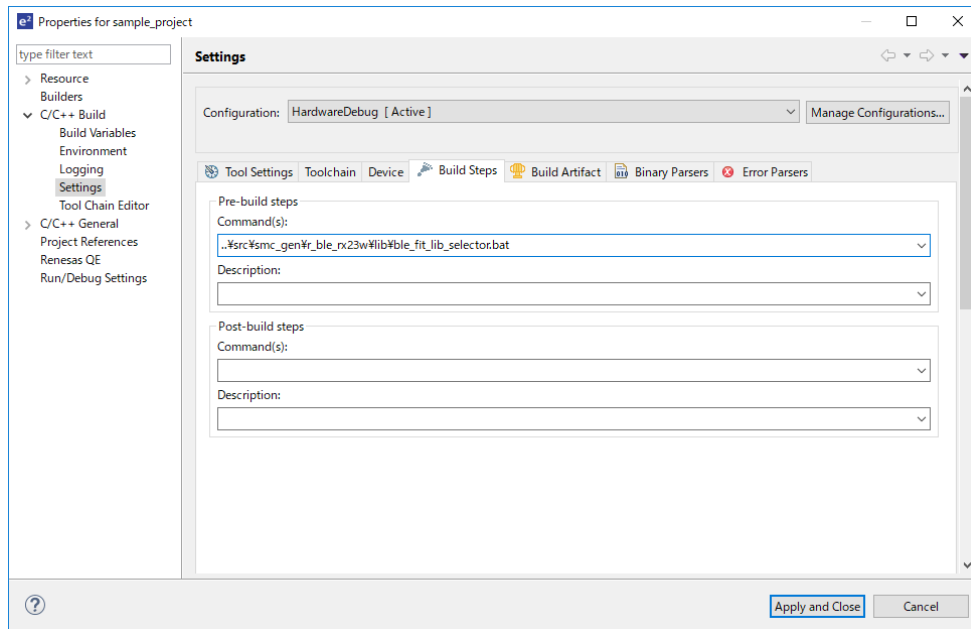 e² Properties for sample_project
type filter text
Settings
Resource
Builders
C/C++ Build
Build Variables
Environment
Logging
Settings
Tool Chain Editor
C/C++ General
Project References
Renesas QE
Run/Debug Settings
Configuration: HardwareDebug [ Active ] Manage Configurations...
Tool Settings Toolchain Device Build Steps Build Artifact Binary Parsers Error Parsers
Pre-build steps
Command(s):
..¥src¥smc_gen¥r_ble_rx23w¥lib¥ble_fit_lib_selector.bat
Description:
Post-build steps
Command(s):
Description:
? Apply and Close Cancel